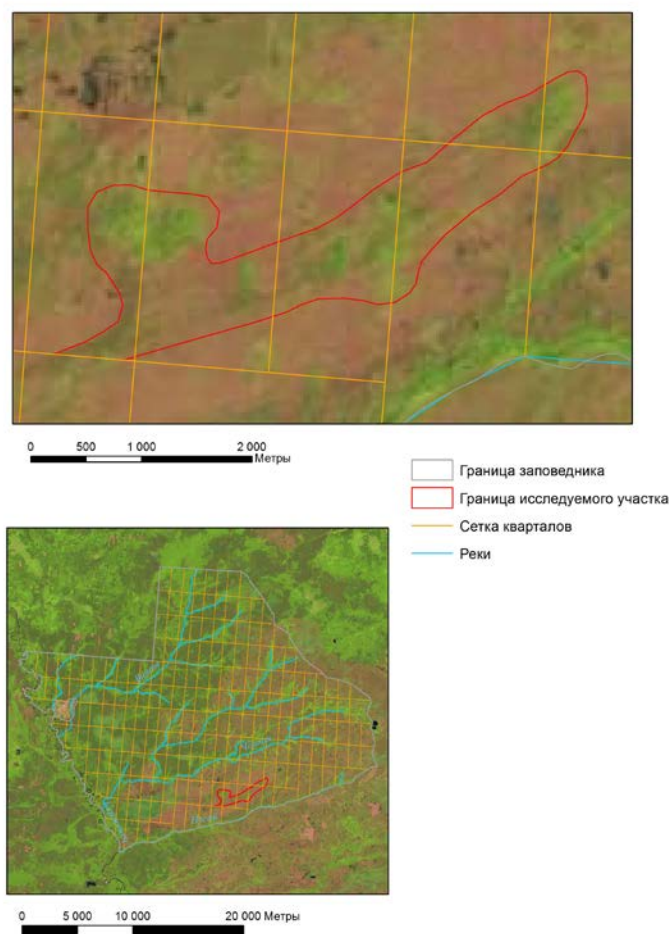 0 500 1 000 2 000
Метры
Граница заповедника
Граница исследуемого участка
Сетка кварталов
Реки
0 5 000 10 000 20 000 Метры